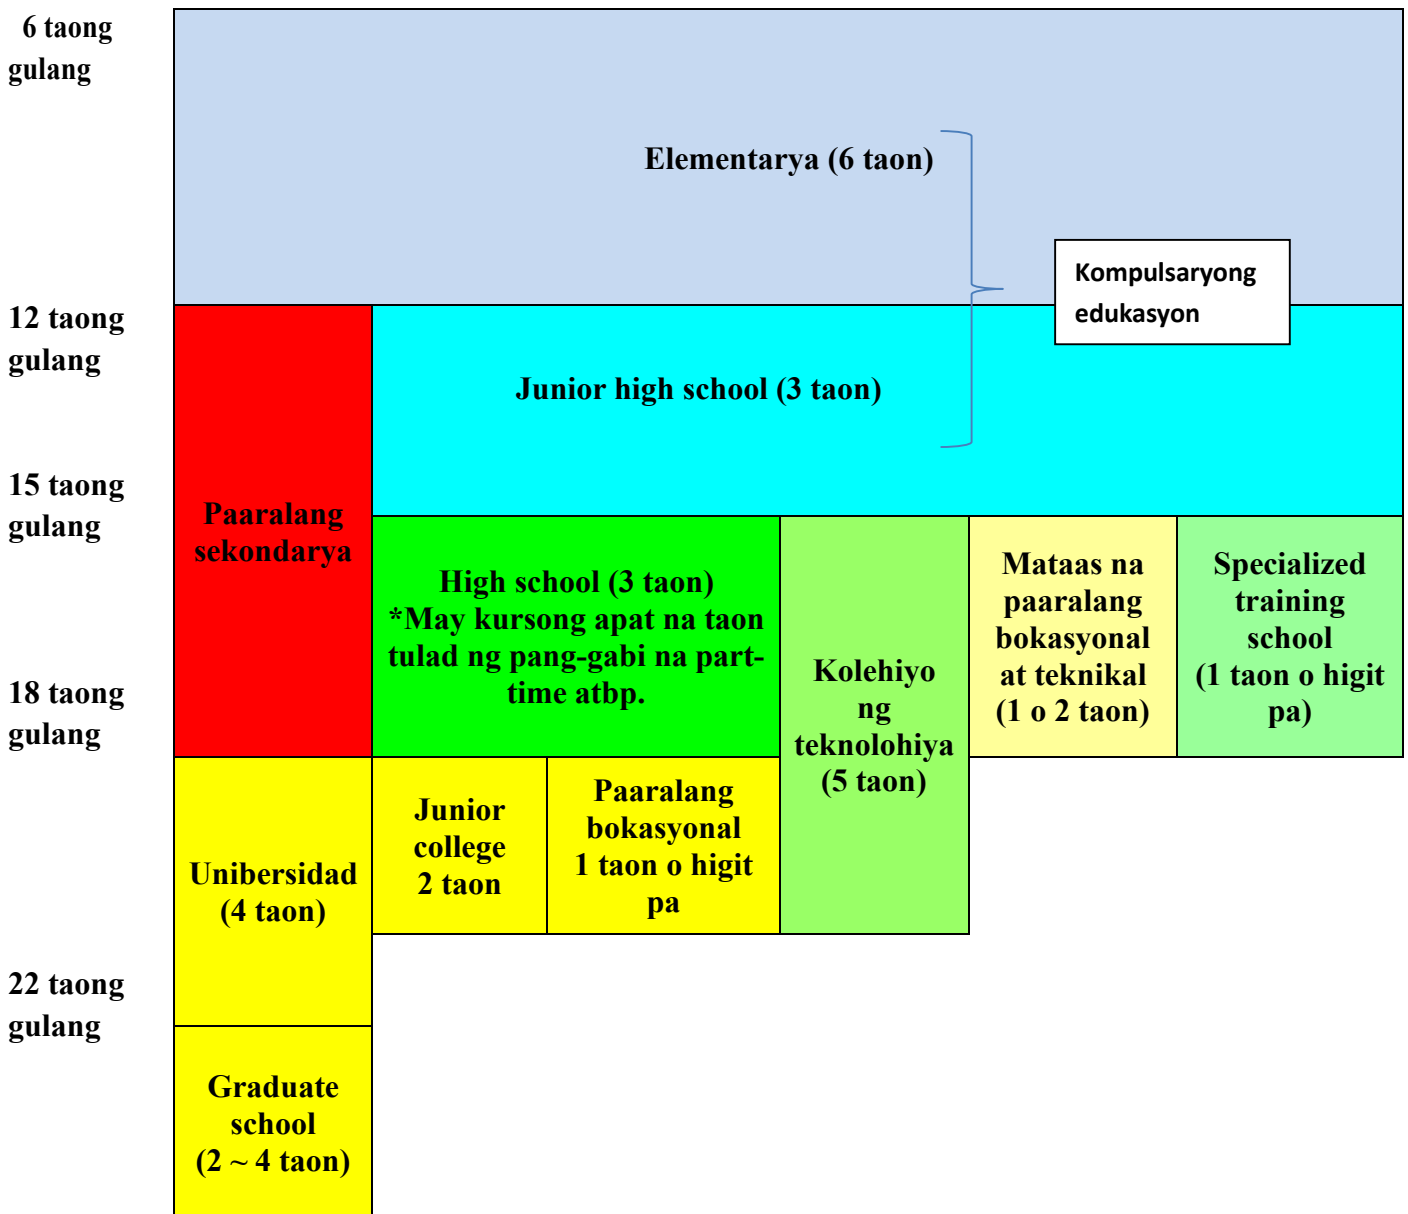 6 taong
gulang
Elementarya (6 taon)
Kompulsaryong
edukasyon
12 taong
gulang
Junior high school (3 taon)
15 taong
gulang
Paaralang
sekondarya
High school (3 taon)
*May kursong apat na taon
tulad ng pang-gabi na part-
time atbp.
Kolehiyo
ng
teknolohiya
(5 taon)
Mataas na
paaralang
bokasyonal
at teknikal
(1 o 2 taon)
Specialized
training
school
(1 taon o higit
pa)
18 taong
gulang
Unibersidad
(4 taon)
Junior
college
2 taon
Paaralang
bokasyonal
1 taon o higit
pa
22 taong
gulang
Graduate
school
(2 ~ 4 taon)